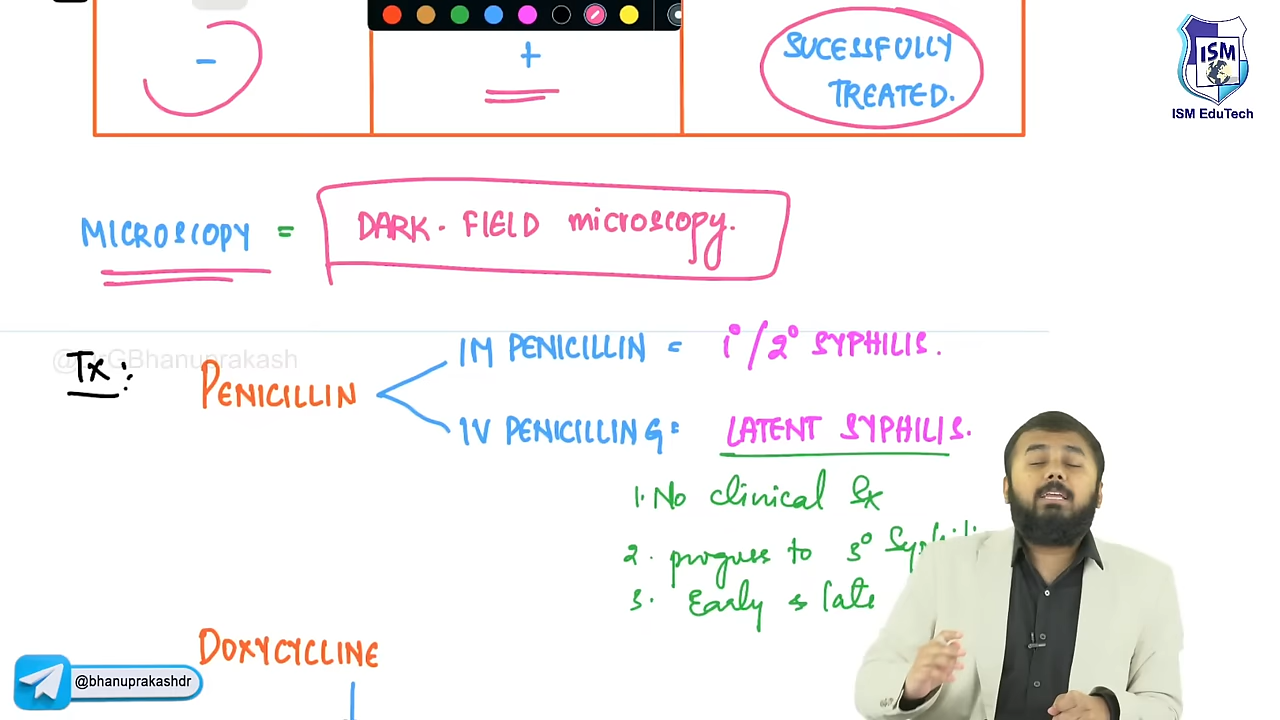 -
+
SUCESSFULLY
TREATED.
ISM
ISM EduTech
MICROSCOPY = DARK-FIELD microscopy.
Tx:
PENICILLIN
IM PENICILLIN = 1° / 2° SYPHILIS.
IV PENICILLIN G = LATENT SYPHILIS.
1. No clinical Sx
2. progress to 3°
3. Early & late
DOXYCYCLINE
@bhanuprakashdr